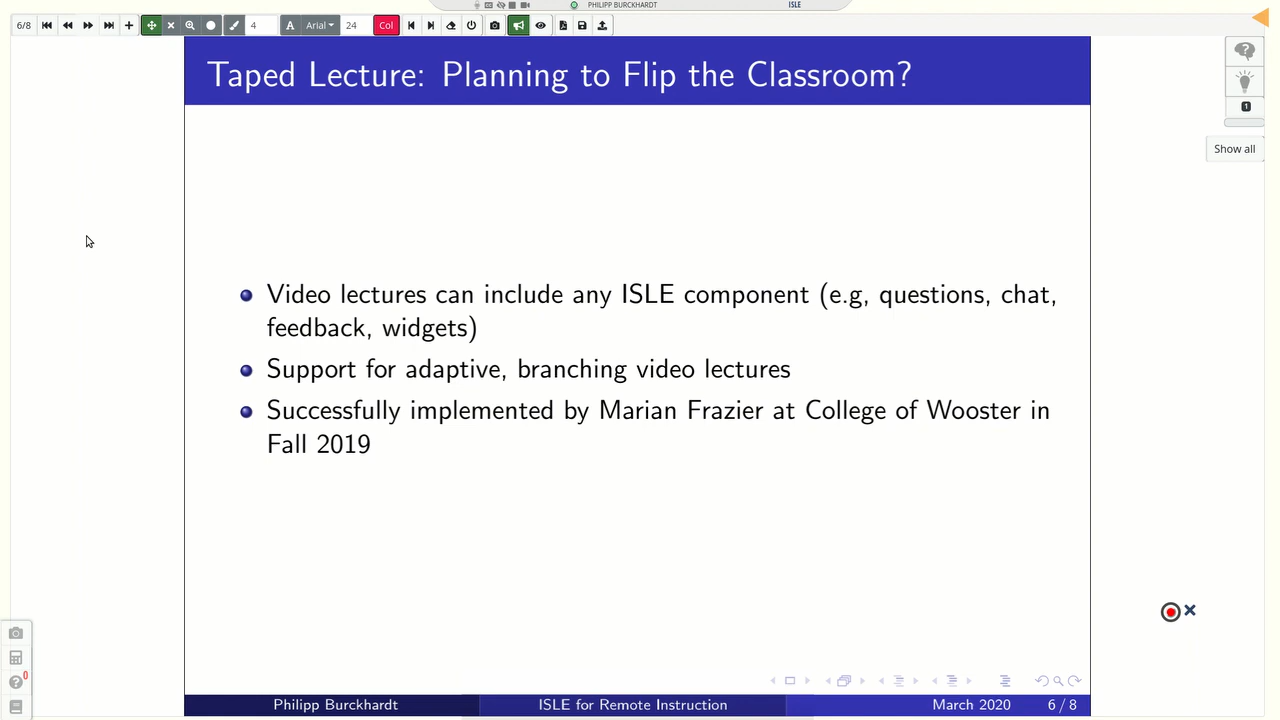 PHILIPP BURCKHARDT ISLE
6/8 4 A Arial 24 Col
Taped Lecture: Planning to Flip the Classroom?
1
Show all
Video lectures can include any ISLE component (e.g, questions, chat,
feedback, widgets)
Support for adaptive, branching video lectures
Successfully implemented by Marian Frazier at College of Wooster in
Fall 2019
0
Philipp Burckhardt ISLE for Remote Instruction March 2020 6 / 8